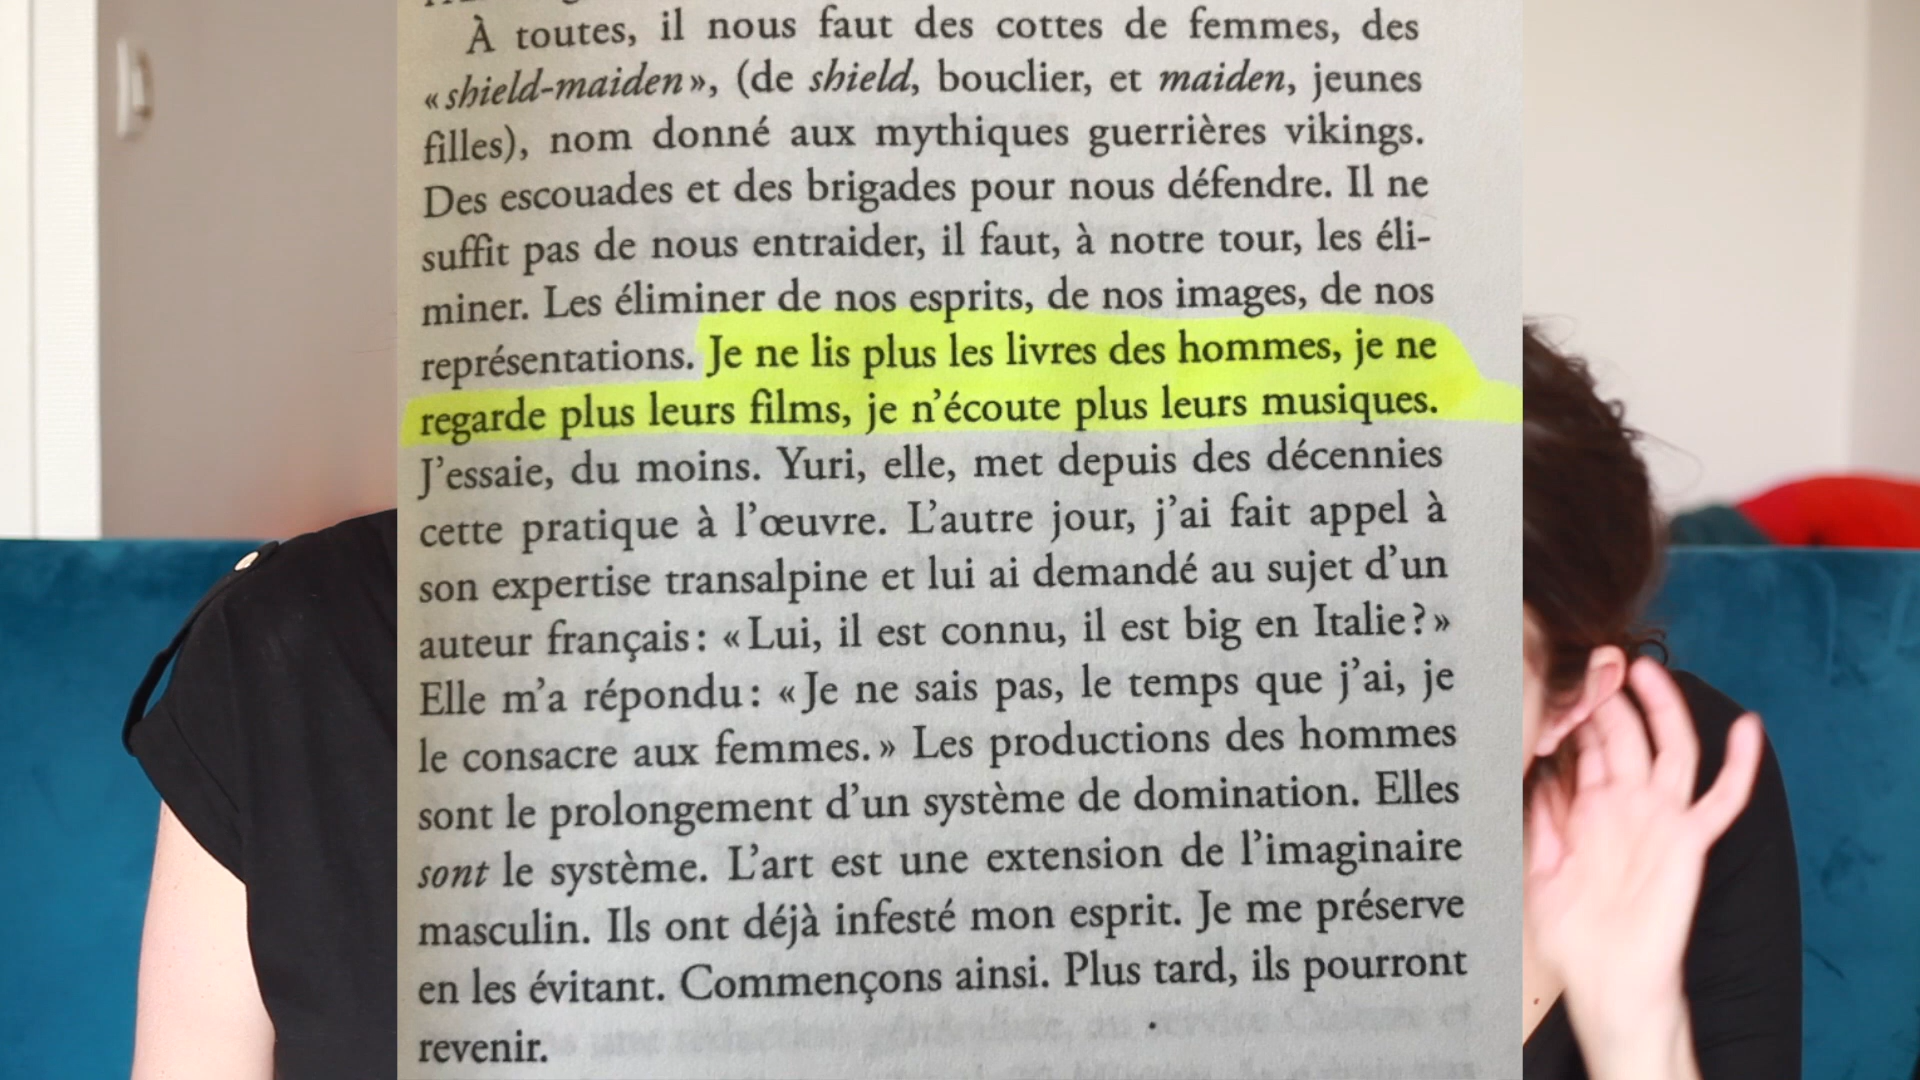 À toutes, il nous faut des cottes de femmes, des
« shield-maiden », (de shield, bouclier, et maiden, jeunes
filles), nom donné aux mythiques guerrières vikings.
Des escouades et des brigades pour nous défendre. Il ne
suffit pas de nous entraider, il faut, à notre tour, les éli-
miner. Les éliminer de nos esprits, de nos images, de nos
représentations. Je ne lis plus les livres des hommes, je ne
regarde plus leurs films, je n'écoute plus leurs musiques.
J'essaie, du moins. Yuri, elle, met depuis des décennies
cette pratique à l'œuvre. L'autre jour, j'ai fait appel à
son expertise transalpine et lui ai demandé au sujet d'un
auteur français : « Lui, il est connu, il est big en Italie ? »
Elle m'a répondu : « Je ne sais pas, le temps que j'ai, je
le consacre aux femmes. » Les productions des hommes
sont le prolongement d'un système de domination. Elles
sont le système. L'art est une extension de l'imaginaire
masculin. Ils ont déjà infesté mon esprit. Je me préserve
en les évitant. Commençons ainsi. Plus tard, ils pourront
revenir.